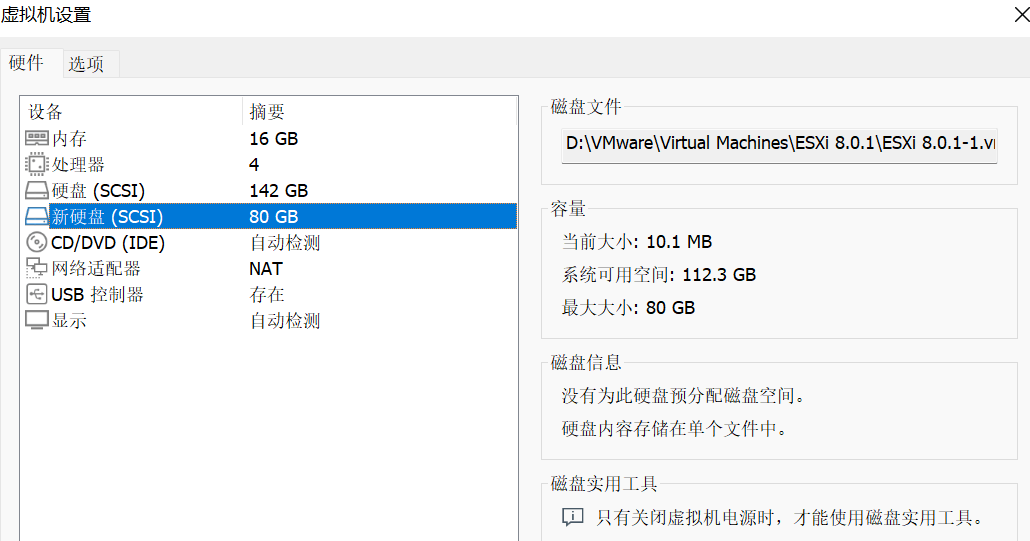 虚拟机设置
硬件 选项
设备 摘要
内存 16 GB
处理器 4
硬盘 (SCSI) 142 GB
新硬盘 (SCSI) 80 GB
CD/DVD (IDE) 自动检测
网络适配器 NAT
USB 控制器 存在
显示 自动检测
磁盘文件
D:\VMware\Virtual Machines\ESXi 8.0.1\ESXi 8.0.1-1.v
容量
当前大小: 10.1 MB
系统可用空间: 112.3 GB
最大大小: 80 GB
磁盘信息
没有为此硬盘预分配磁盘空间。
硬盘内容存储在单个文件中。
磁盘实用工具
只有关闭虚拟机电源时，才能使用磁盘实用工具。